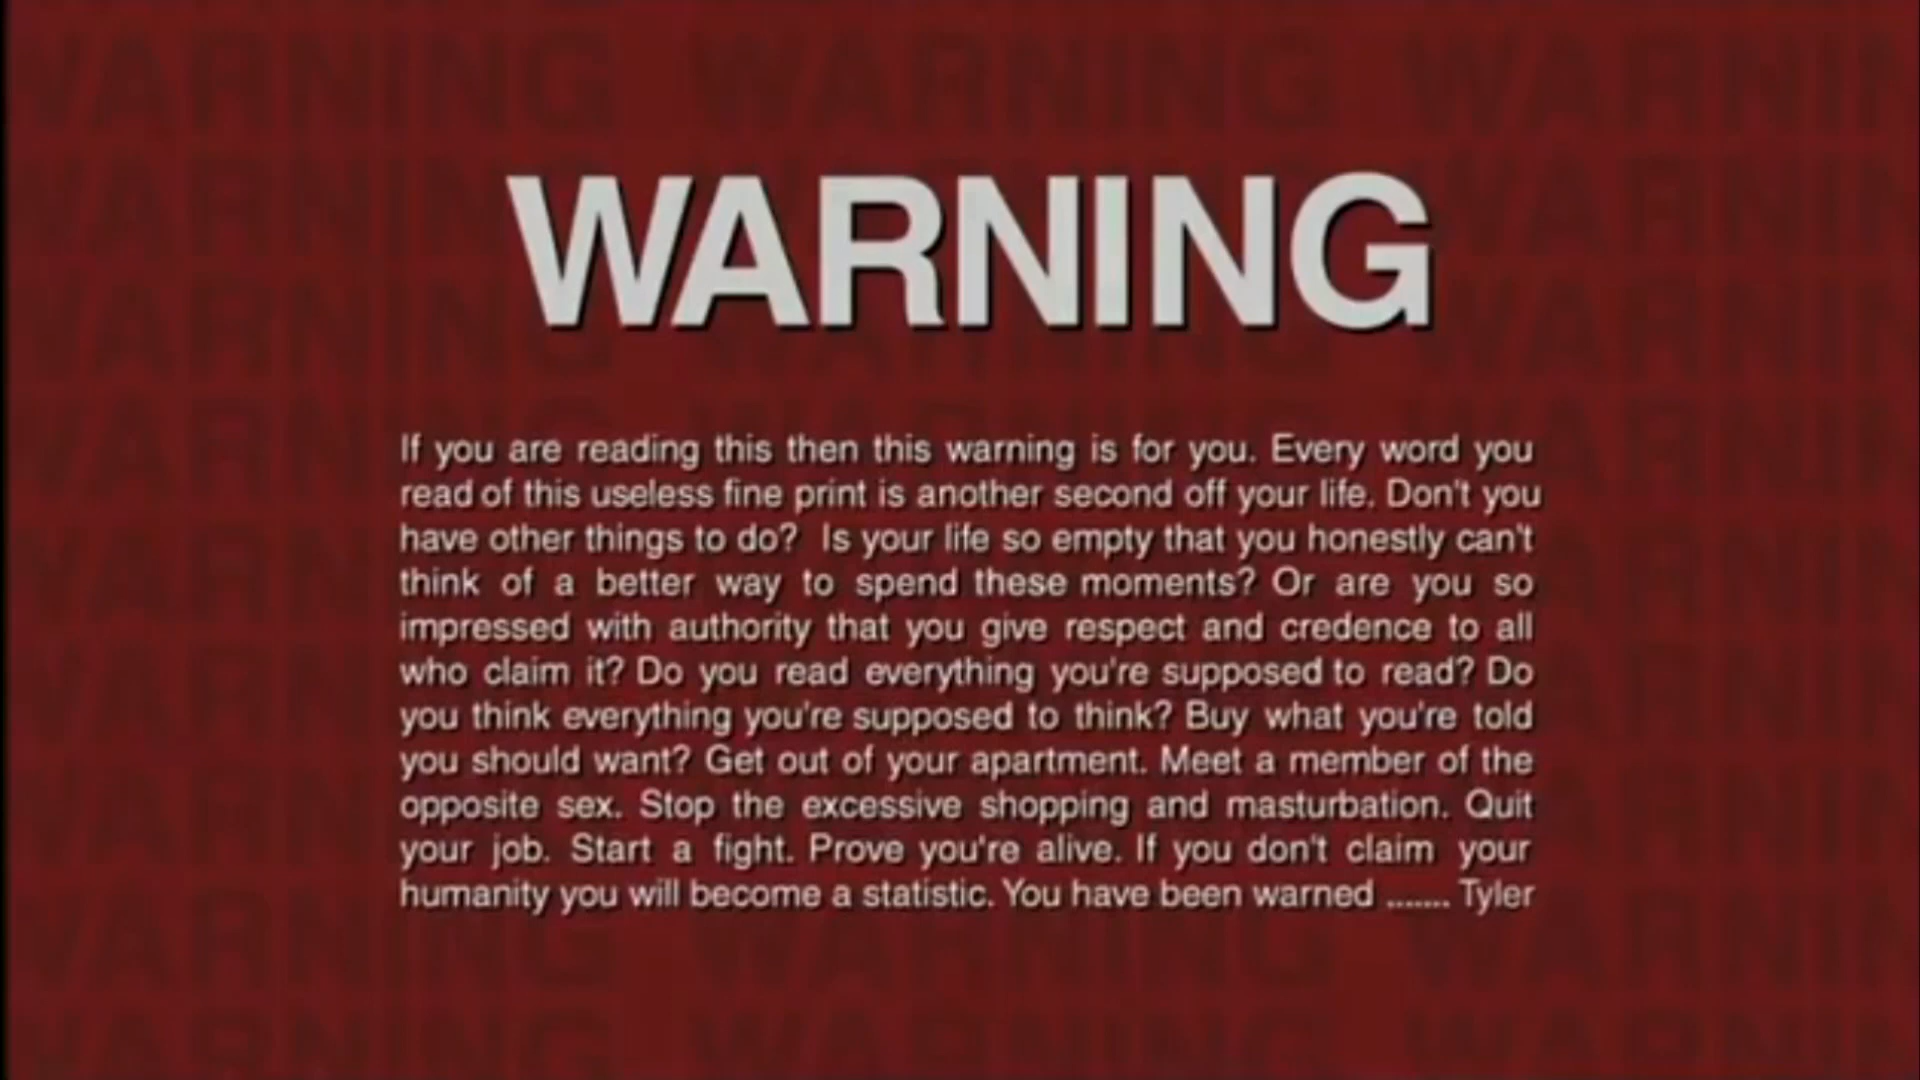 WARNING
If you are reading this then this warning is for you. Every word you
read of this useless fine print is another second off your life. Don't you
have other things to do?  Is your life so empty that you honestly can't
think of a better way to spend these moments? Or are you so
impressed with authority that you give respect and credence to all
who claim it? Do you read everything you're supposed to read? Do
you think everything you're supposed to think? Buy what you're told
you should want? Get out of your apartment. Meet a member of the
opposite sex. Stop the excessive shopping and masturbation. Quit
your job. Start a fight. Prove you're alive. If you don't claim your
humanity you will become a statistic. You have been warned ....... Tyler